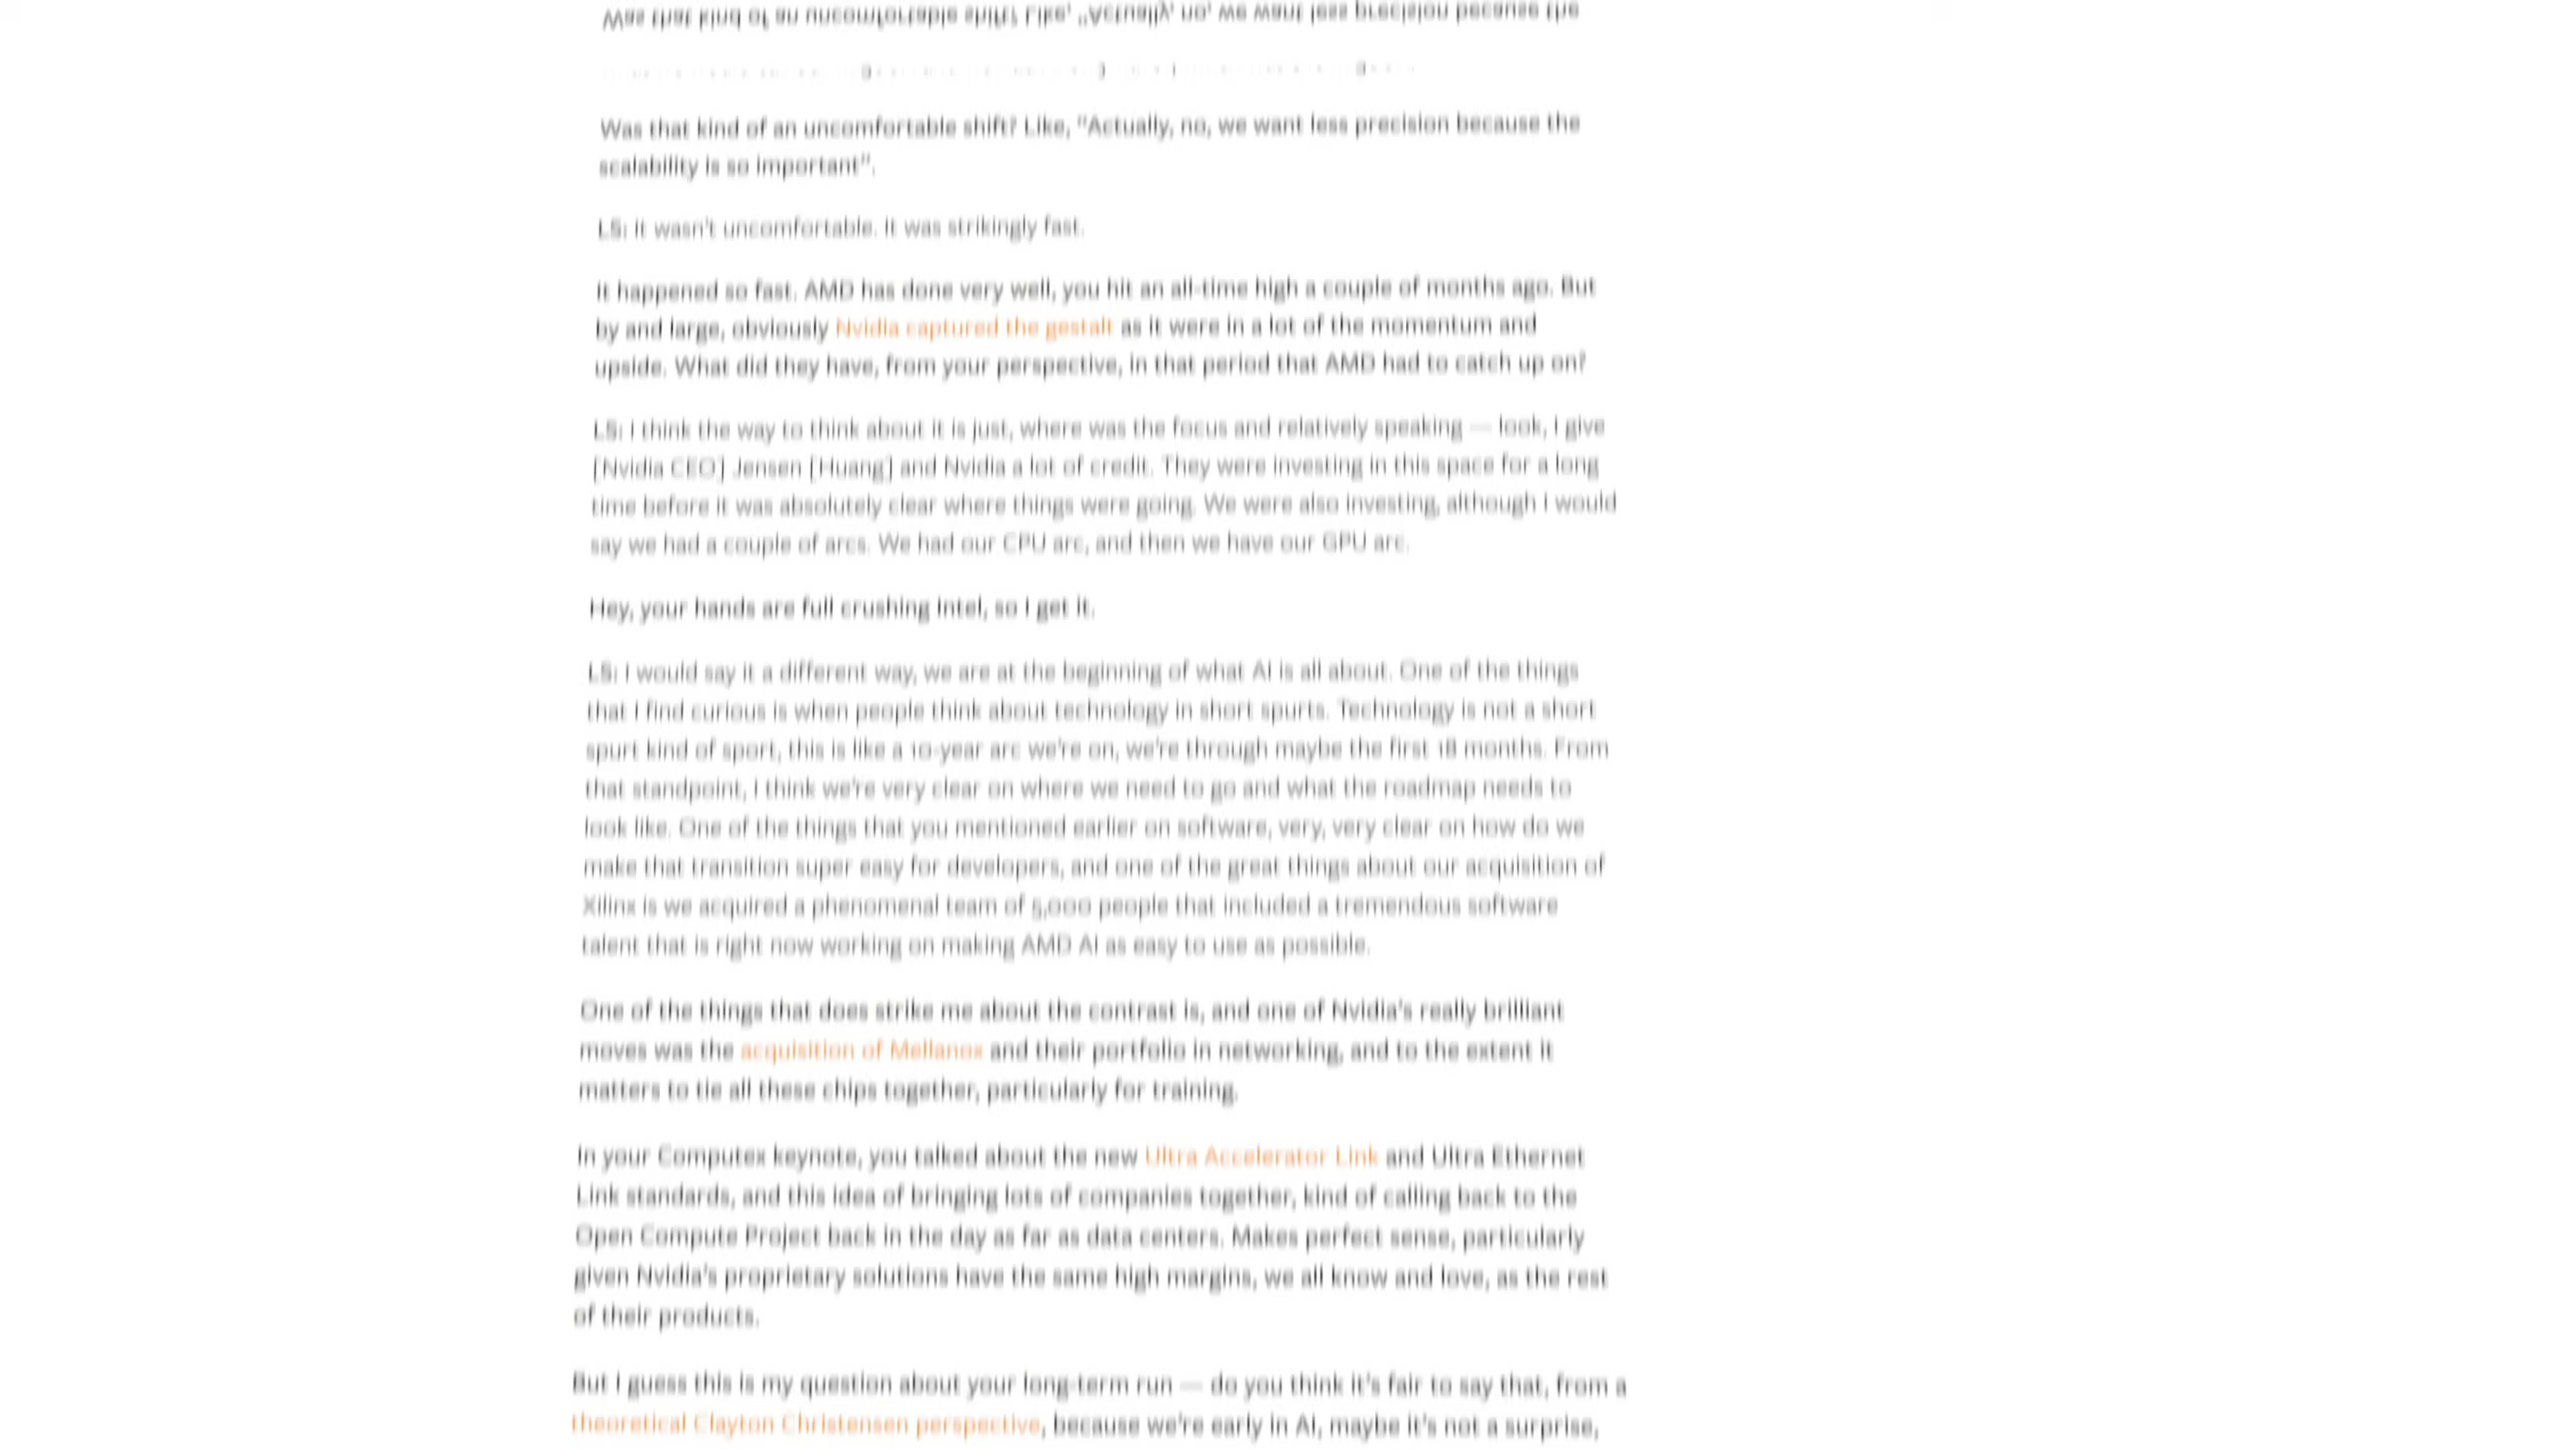 Was that kind of an uncomfortable shift? Like, "Actually, no, we want less precision because the
scalability is so important".
LS: It wasn't uncomfortable. It was strikingly fast.
It happened so fast. AMD has done very well, you hit an all-time high a couple of months ago. But
by and large, obviously Nvidia captured the gestalt as it were in a lot of the momentum and
upside. What did they have, from your perspective, in that period that AMD had to catch up on?
LS: I think the way to think about it is just, where was the focus and relatively speaking — look, I give
[Nvidia CEO] Jensen [Huang] and Nvidia a lot of credit. They were investing in this space for a long
time before it was absolutely clear where things were going. We were also investing, although I would
say we had a couple of arcs. We had our CPU arc, and then we have our GPU arc.
Hey, your hands are full crushing Intel, so I get it.
LS: I would say it a different way, we are at the beginning of what AI is all about. One of the things
that I find curious is when people think about technology in short spurts. Technology is not a short
spurt kind of sport, this is like a 10-year arc we're on, we're through maybe the first 18 months. From
that standpoint, I think we're very clear on where we need to go and what the roadmap needs to
look like. One of the things that you mentioned earlier on software, very, very clear on how do we
make that transition super easy for developers, and one of the great things about our acquisition of
Xilinx is we acquired a phenomenal team of 5,000 people that included a tremendous software
talent that is right now working on making AMD AI as easy to use as possible.
One of the things that does strike me about the contrast is, and one of Nvidia's really brilliant
moves was the acquisition of Mellanox and their portfolio in networking, and to the extent it
matters to tie all these chips together, particularly for training.
In your Computex keynote, you talked about the new Ultra Accelerator Link and Ultra Ethernet
Link standards, and this idea of bringing lots of companies together, kind of calling back to the
Open Compute Project back in the day as far as data centers. Makes perfect sense, particularly
given Nvidia's proprietary solutions have the same high margins, we all know and love, as the rest
of their products.
But I guess this is my question about your long-term run — do you think it's fair to say that, from a
theoretical Clayton Christensen perspective, because we're early in AI, maybe it's not a surprise,